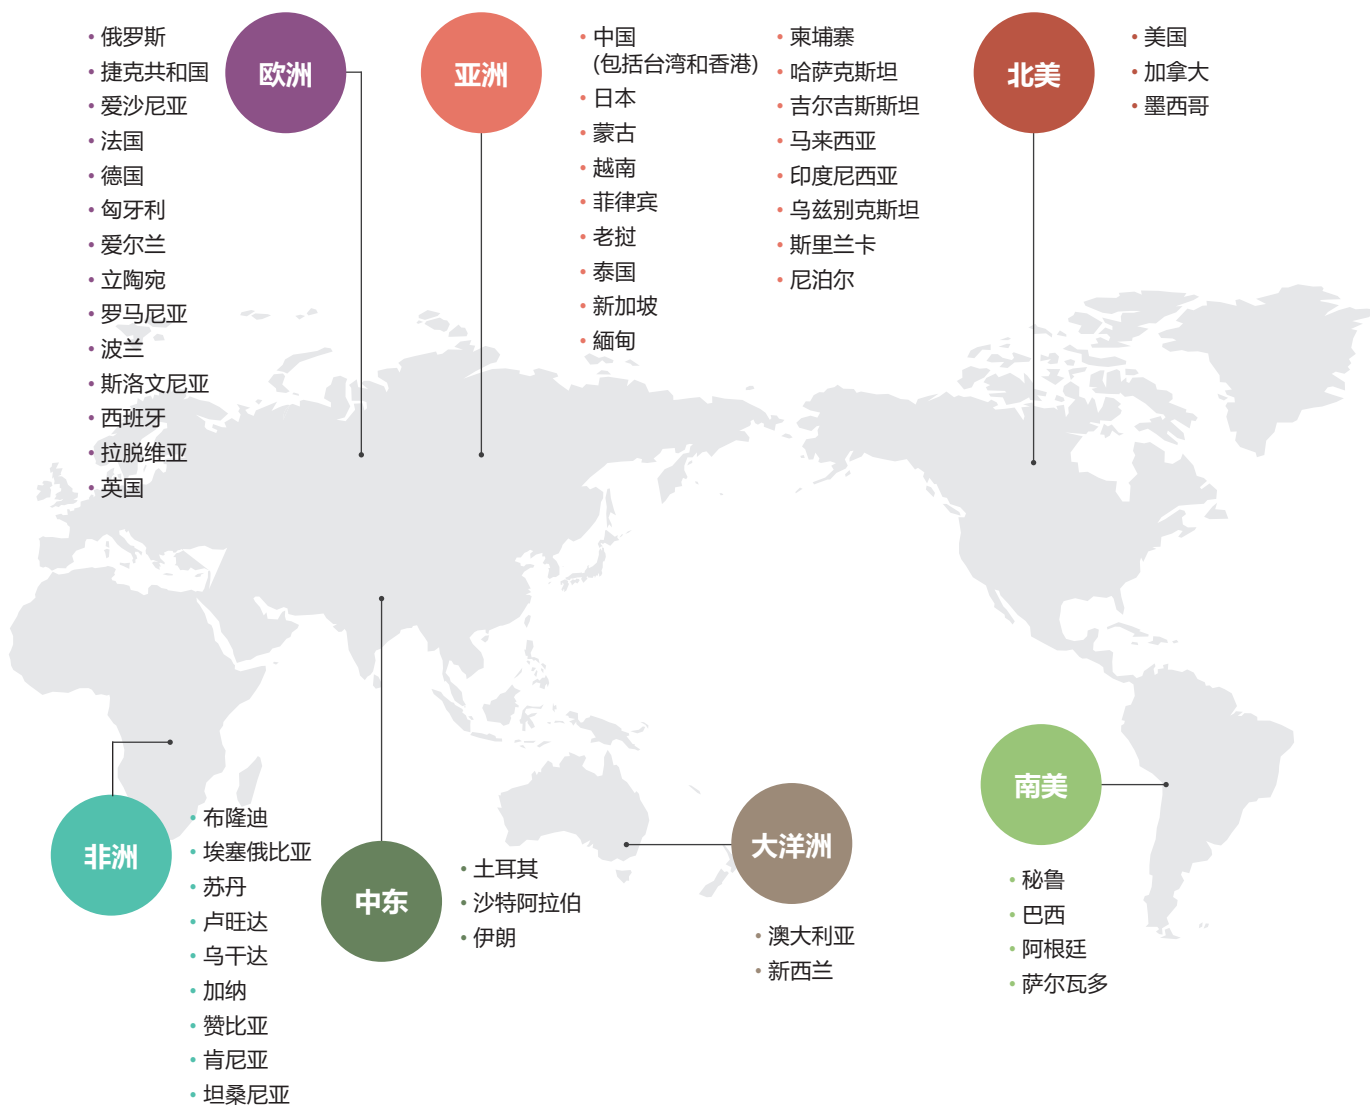 欧洲
• 俄罗斯
• 捷克共和国
• 爱沙尼亚
• 法国
• 德国
• 匈牙利
• 爱尔兰
• 立陶宛
• 罗马尼亚
• 波兰
• 斯洛文尼亚
• 西班牙
• 拉脱维亚
• 英国
亚洲
• 中国
(包括台湾和香港)
• 日本
• 蒙古
• 越南
• 菲律宾
• 老挝
• 泰国
• 新加坡
• 緬甸
• 柬埔寨
• 哈萨克斯坦
• 吉尔吉斯斯坦
• 马来西亚
• 印度尼西亚
• 乌兹别克斯坦
• 斯里兰卡
• 尼泊尔
北美
• 美国
• 加拿大
• 墨西哥
非洲
• 布隆迪
• 埃塞俄比亚
• 苏丹
• 卢旺达
• 乌干达
• 加纳
• 赞比亚
• 肯尼亚
• 坦桑尼亚
中东
• 土耳其
• 沙特阿拉伯
• 伊朗
大洋洲
• 澳大利亚
• 新西兰
南美
• 秘鲁
• 巴西
• 阿根廷
• 萨尔瓦多